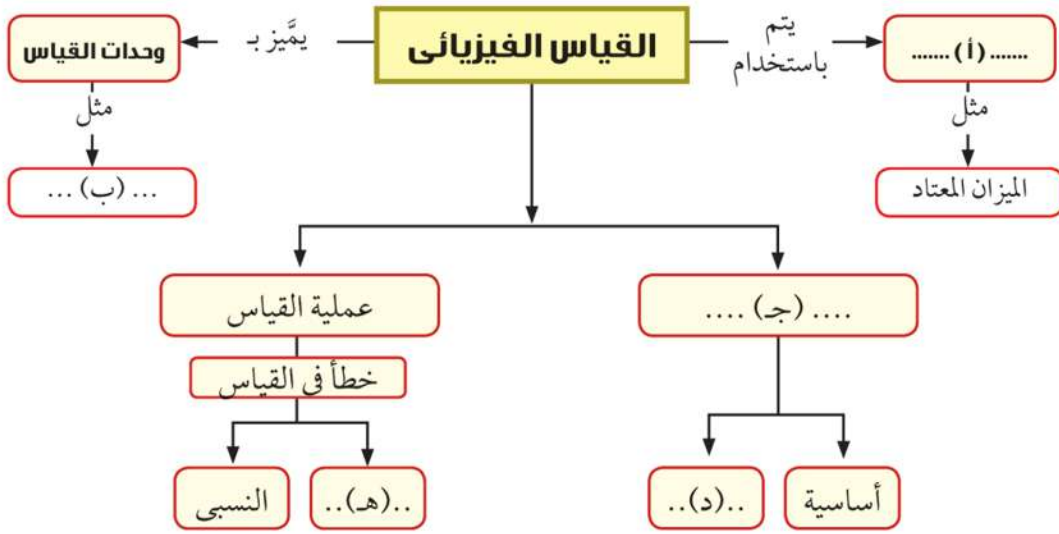 القياس الفيزيائى
يتم
باستخدام
....... (أ) .......
مثل
الميزان المعتاد
يمَّيز بـ
وحدات القياس
مثل
... (ب) ...
.... (جـ) ....
أساسية
..(د)..
عملية القياس
خطأ فى القياس
..(هـ)..
النسبى